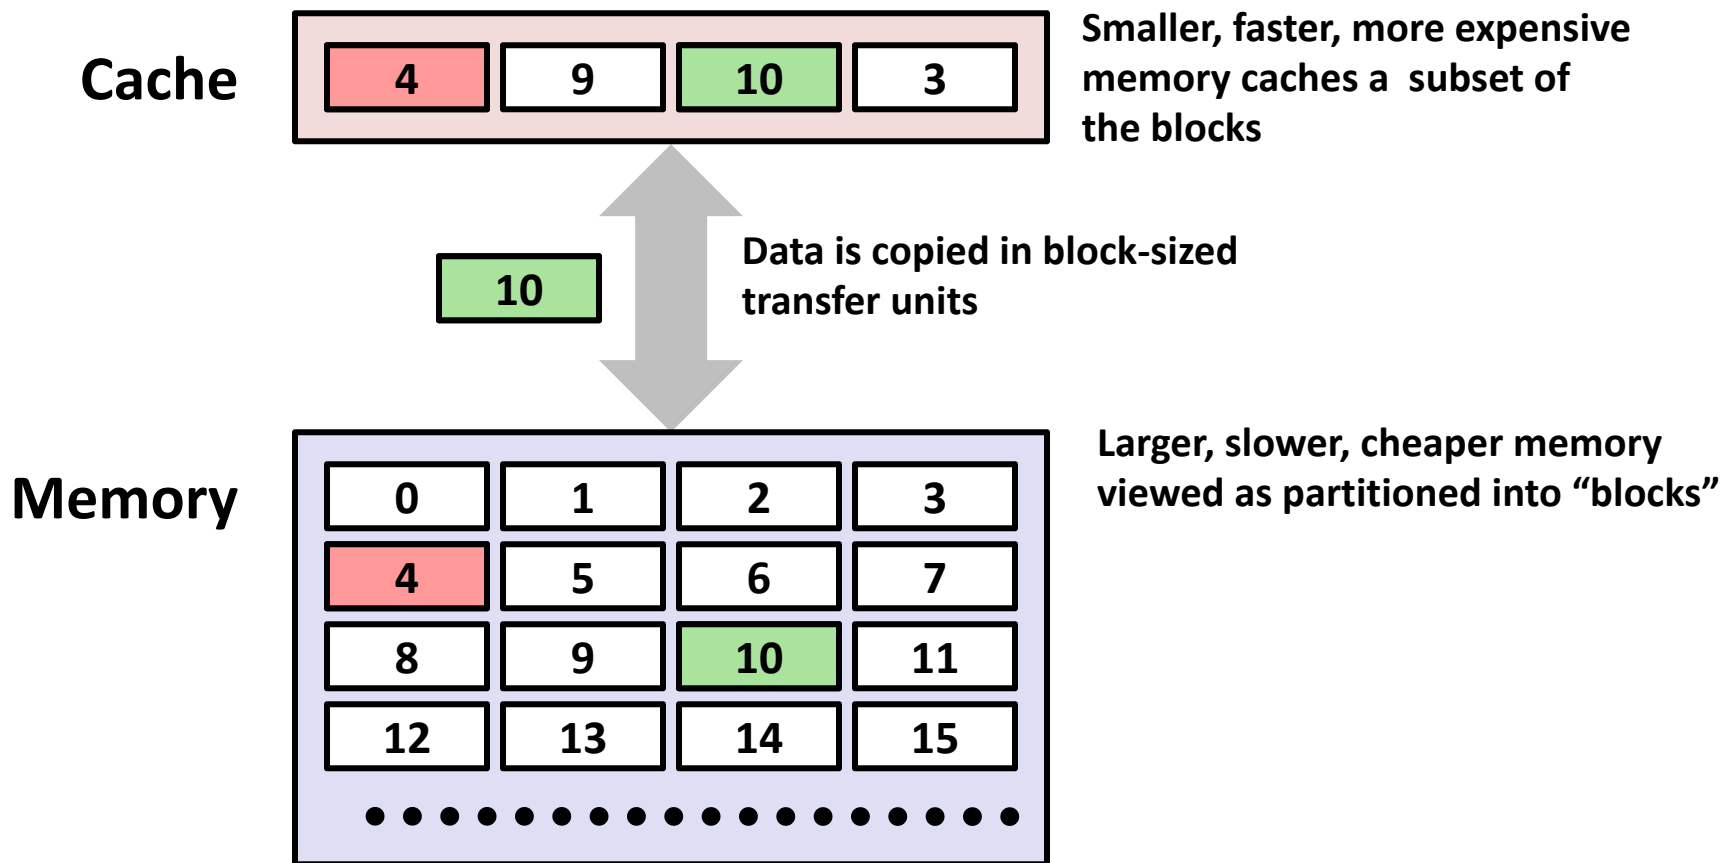 Cache
4 9 10 3
Smaller, faster, more expensive
memory caches a  subset of
the blocks
10
Data is copied in block-sized
transfer units
Memory
Larger, slower, cheaper memory
viewed as partitioned into “blocks”
0 1 2 3
4 5 6 7
8 9 10 11
12 13 14 15